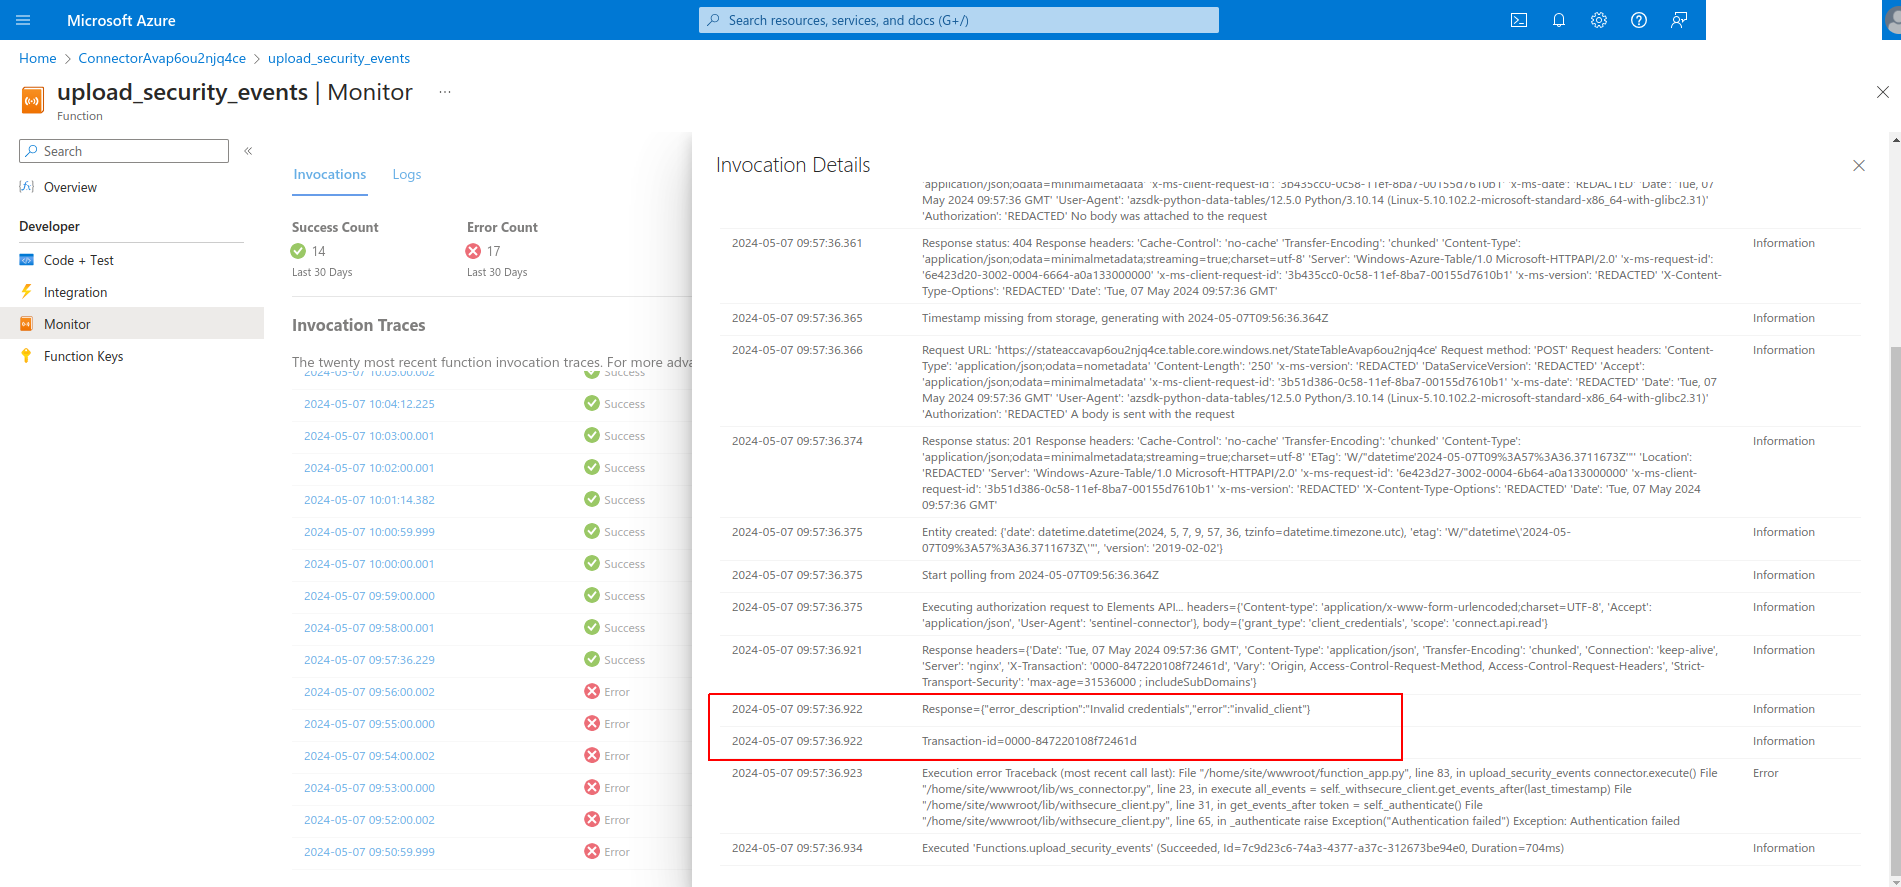 Microsoft Azure
Search resources, services, and docs (G+/)
Home > ConnectorAvap6ou2njq4ce > upload_security_events
upload_security_events | Monitor ...
Function
Search
«
Overview
Developer
Code + Test
Integration
Monitor
Function Keys
Invocations Logs
Success Count Error Count
14 17
Last 30 Days Last 30 Days
Invocation Traces
The twenty most recent function invocation traces. For more adva
2024-05-07 10:05:00.002 Success
2024-05-07 10:04:12.225 Success
2024-05-07 10:03:00.001 Success
2024-05-07 10:02:00.001 Success
2024-05-07 10:01:14.382 Success
2024-05-07 10:00:59.999 Success
2024-05-07 10:00:00.001 Success
2024-05-07 09:59:00.000 Success
2024-05-07 09:58:00.001 Success
2024-05-07 09:57:36.229 Success
2024-05-07 09:56:00.002 Error
2024-05-07 09:55:00.000 Error
2024-05-07 09:54:00.002 Error
2024-05-07 09:53:00.000 Error
2024-05-07 09:52:00.002 Error
2024-05-07 09:50:59.999 Error
Invocation Details
'application/json;odata=minimalmetadata' 'x-ms-client-request-id': '3b435cc0-0c58-11ef-8ba7-00155d7610b1' 'x-ms-date': 'REDACTED' 'Date': 'Tue, 07
May 2024 09:57:36 GMT' 'User-Agent': 'azsdk-python-data-tables/12.5.0 Python/3.10.14 (Linux-5.10.102.2-microsoft-standard-x86_64-with-glibc2.31)'
'Authorization': 'REDACTED' No body was attached to the request
2024-05-07 09:57:36.361 Response status: 404 Response headers: 'Cache-Control': 'no-cache' 'Transfer-Encoding': 'chunked' 'Content-Type': Information
'application/json;odata=minimalmetadata;streaming=true;charset=utf-8' 'Server': 'Windows-Azure-Table/1.0 Microsoft-HTTPAPI/2.0' 'x-ms-request-id':
'6e423d20-3002-0004-6664-a0a133000000' 'x-ms-client-request-id': '3b435cc0-0c58-11ef-8ba7-00155d7610b1' 'x-ms-version': 'REDACTED' 'X-Content-
Type-Options': 'REDACTED' 'Date': 'Tue, 07 May 2024 09:57:36 GMT'
2024-05-07 09:57:36.365 Timestamp missing from storage, generating with 2024-05-07T09:56:36.364Z Information
2024-05-07 09:57:36.366 Request URL: 'https://stateaccavap6ou2njq4ce.table.core.windows.net/StateTableAvap6ou2njq4ce' Request method: 'POST' Request headers: 'Content- Information
Type': 'application/json;odata=nometadata' 'Content-Length': '250' 'x-ms-version': 'REDACTED' 'DataServiceVersion': 'REDACTED' 'Accept':
'application/json;odata=minimalmetadata' 'x-ms-client-request-id': '3b51d386-0c58-11ef-8ba7-00155d7610b1' 'x-ms-date': 'REDACTED' 'Date': 'Tue, 07
May 2024 09:57:36 GMT' 'User-Agent': 'azsdk-python-data-tables/12.5.0 Python/3.10.14 (Linux-5.10.102.2-microsoft-standard-x86_64-with-glibc2.31)'
'Authorization': 'REDACTED' A body is sent with the request
2024-05-07 09:57:36.374 Response status: 201 Response headers: 'Cache-Control': 'no-cache' 'Transfer-Encoding': 'chunked' 'Content-Type': Information
'application/json;odata=minimalmetadata;streaming=true;charset=utf-8' 'ETag': 'W/"datetime'2024-05-07T09%3A57%3A36.3711673Z'"' 'Location':
'REDACTED' 'Server': 'Windows-Azure-Table/1.0 Microsoft-HTTPAPI/2.0' 'x-ms-request-id': '6e423d27-3002-0004-6b64-a0a133000000' 'x-ms-client-
request-id': '3b51d386-0c58-11ef-8ba7-00155d7610b1' 'x-ms-version': 'REDACTED' 'X-Content-Type-Options': 'REDACTED' 'Date': 'Tue, 07 May 2024
09:57:36 GMT'
2024-05-07 09:57:36.375 Entity created: {'date': datetime.datetime(2024, 5, 7, 9, 57, 36, tzinfo=datetime.timezone.utc), 'etag': 'W/"datetime\'2024-05- Information
07T09%3A57%3A36.3711673Z\'"', 'version': '2019-02-02'}
2024-05-07 09:57:36.375 Start polling from 2024-05-07T09:56:36.364Z Information
2024-05-07 09:57:36.375 Executing authorization request to Elements API... headers={'Content-type': 'application/x-www-form-urlencoded;charset=UTF-8', 'Accept': Information
'application/json', 'User-Agent': 'sentinel-connector'}, body={'grant_type': 'client_credentials', 'scope': 'connect.api.read'}
2024-05-07 09:57:36.921 Response headers={'Date': 'Tue, 07 May 2024 09:57:36 GMT', 'Content-Type': 'application/json', 'Transfer-Encoding': 'chunked', 'Connection': 'keep-alive', Information
'Server': 'nginx', 'X-Transaction': '0000-847220108f72461d', 'Vary': 'Origin, Access-Control-Request-Method, Access-Control-Request-Headers', 'Strict-
Transport-Security': 'max-age=31536000 ; includeSubDomains'}
2024-05-07 09:57:36.922 Response={"error_description":"Invalid credentials","error":"invalid_client"} Information
2024-05-07 09:57:36.922 Transaction-id=0000-847220108f72461d Information
2024-05-07 09:57:36.923 Execution error Traceback (most recent call last): File "/home/site/wwwroot/function_app.py", line 83, in upload_security_events connector.execute() File Error
"/home/site/wwwroot/lib/ws_connector.py", line 23, in execute all_events = self._withsecure_client.get_events_after(last_timestamp) File
"/home/site/wwwroot/lib/withsecure_client.py", line 31, in get_events_after token = self._authenticate() File
"/home/site/wwwroot/lib/withsecure_client.py", line 65, in _authenticate raise Exception("Authentication failed") Exception: Authentication failed
2024-05-07 09:57:36.934 Executed 'Functions.upload_security_events' (Succeeded, Id=7c9d23c6-74a3-4377-a37c-312673be94e0, Duration=704ms) Information